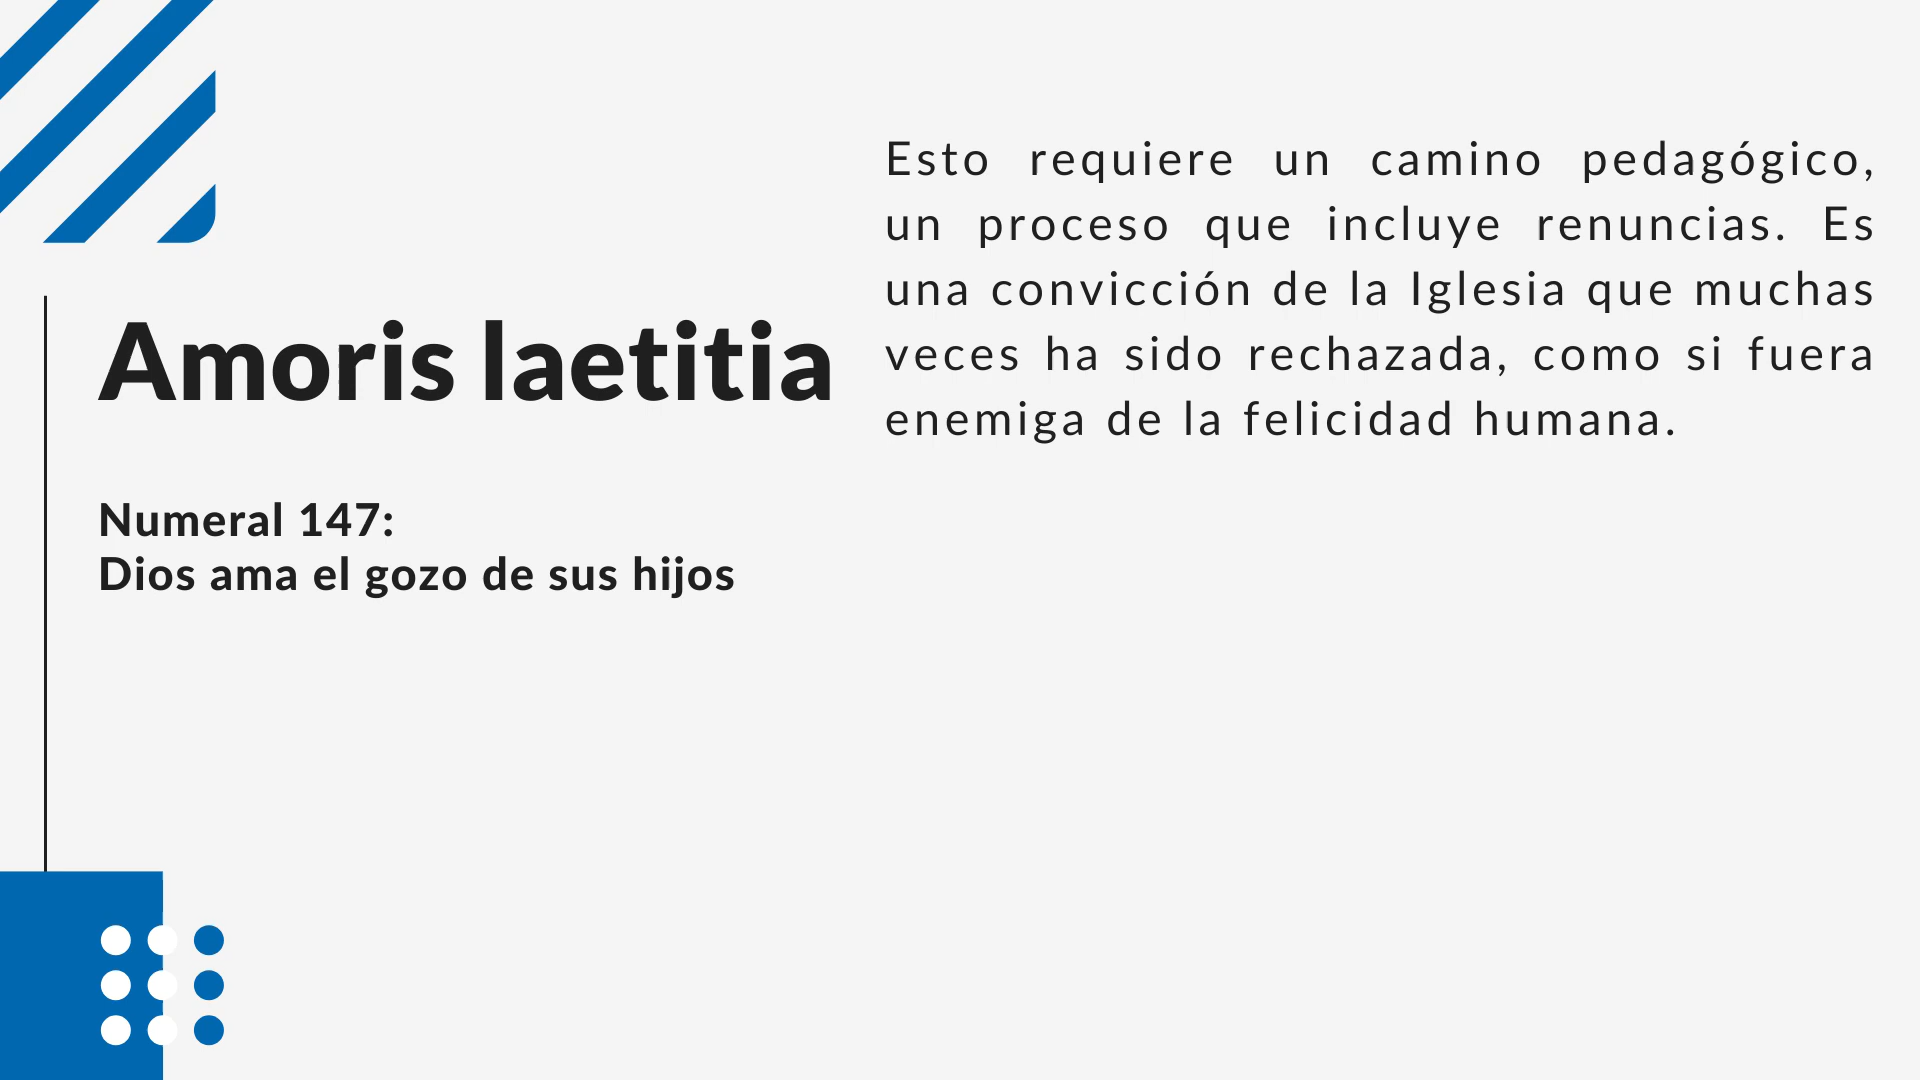 Amoris laetitia
Numeral 147:
Dios ama el gozo de sus hijos
Esto requiere un camino pedagógico,
un proceso que incluye renuncias. Es
una convicción de la Iglesia que muchas
veces ha sido rechazada, como si fuera
enemiga de la felicidad humana.